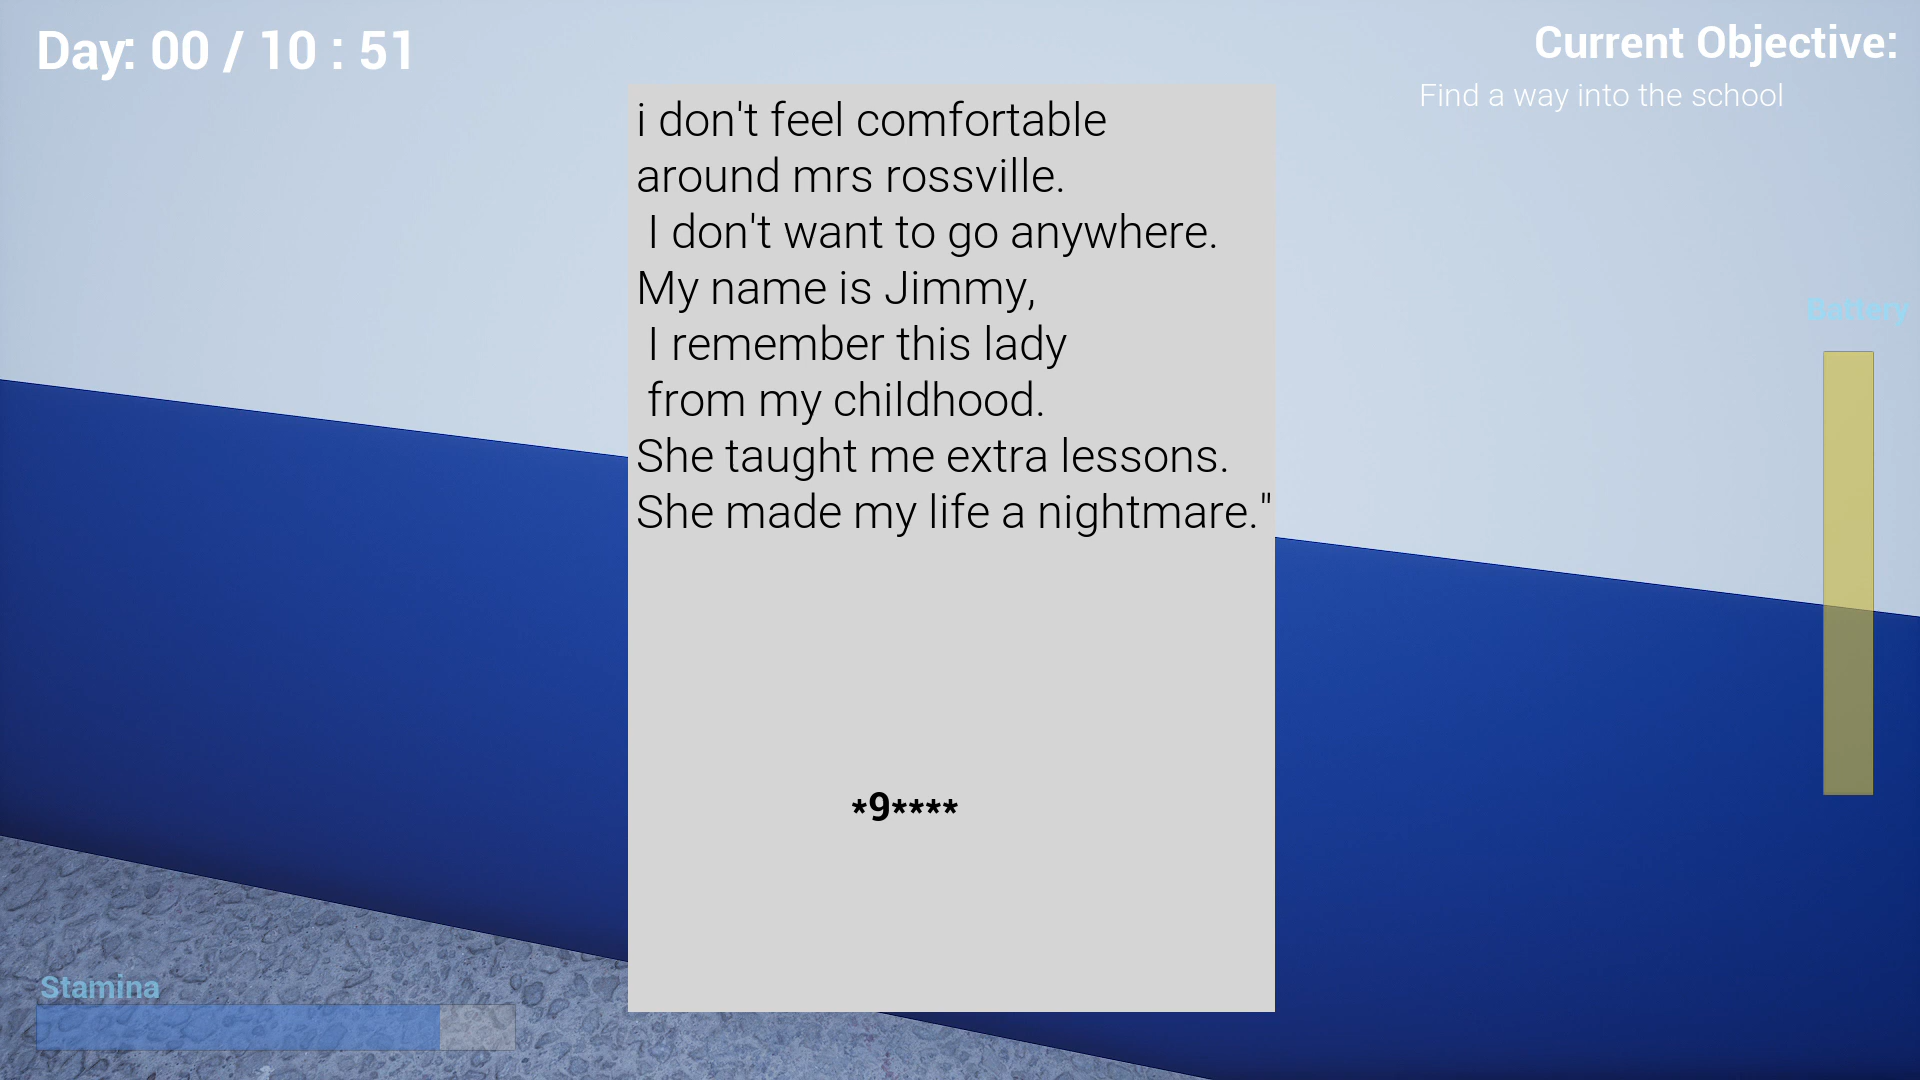 Day: 00 / 10 : 51
Current Objective:
Find a way into the school
i don't feel comfortable
around mrs rossville.
I don't want to go anywhere.
My name is Jimmy,
I remember this lady
from my childhood.
She taught me extra lessons.
She made my life a nightmare."
*9****
Battery
Stamina